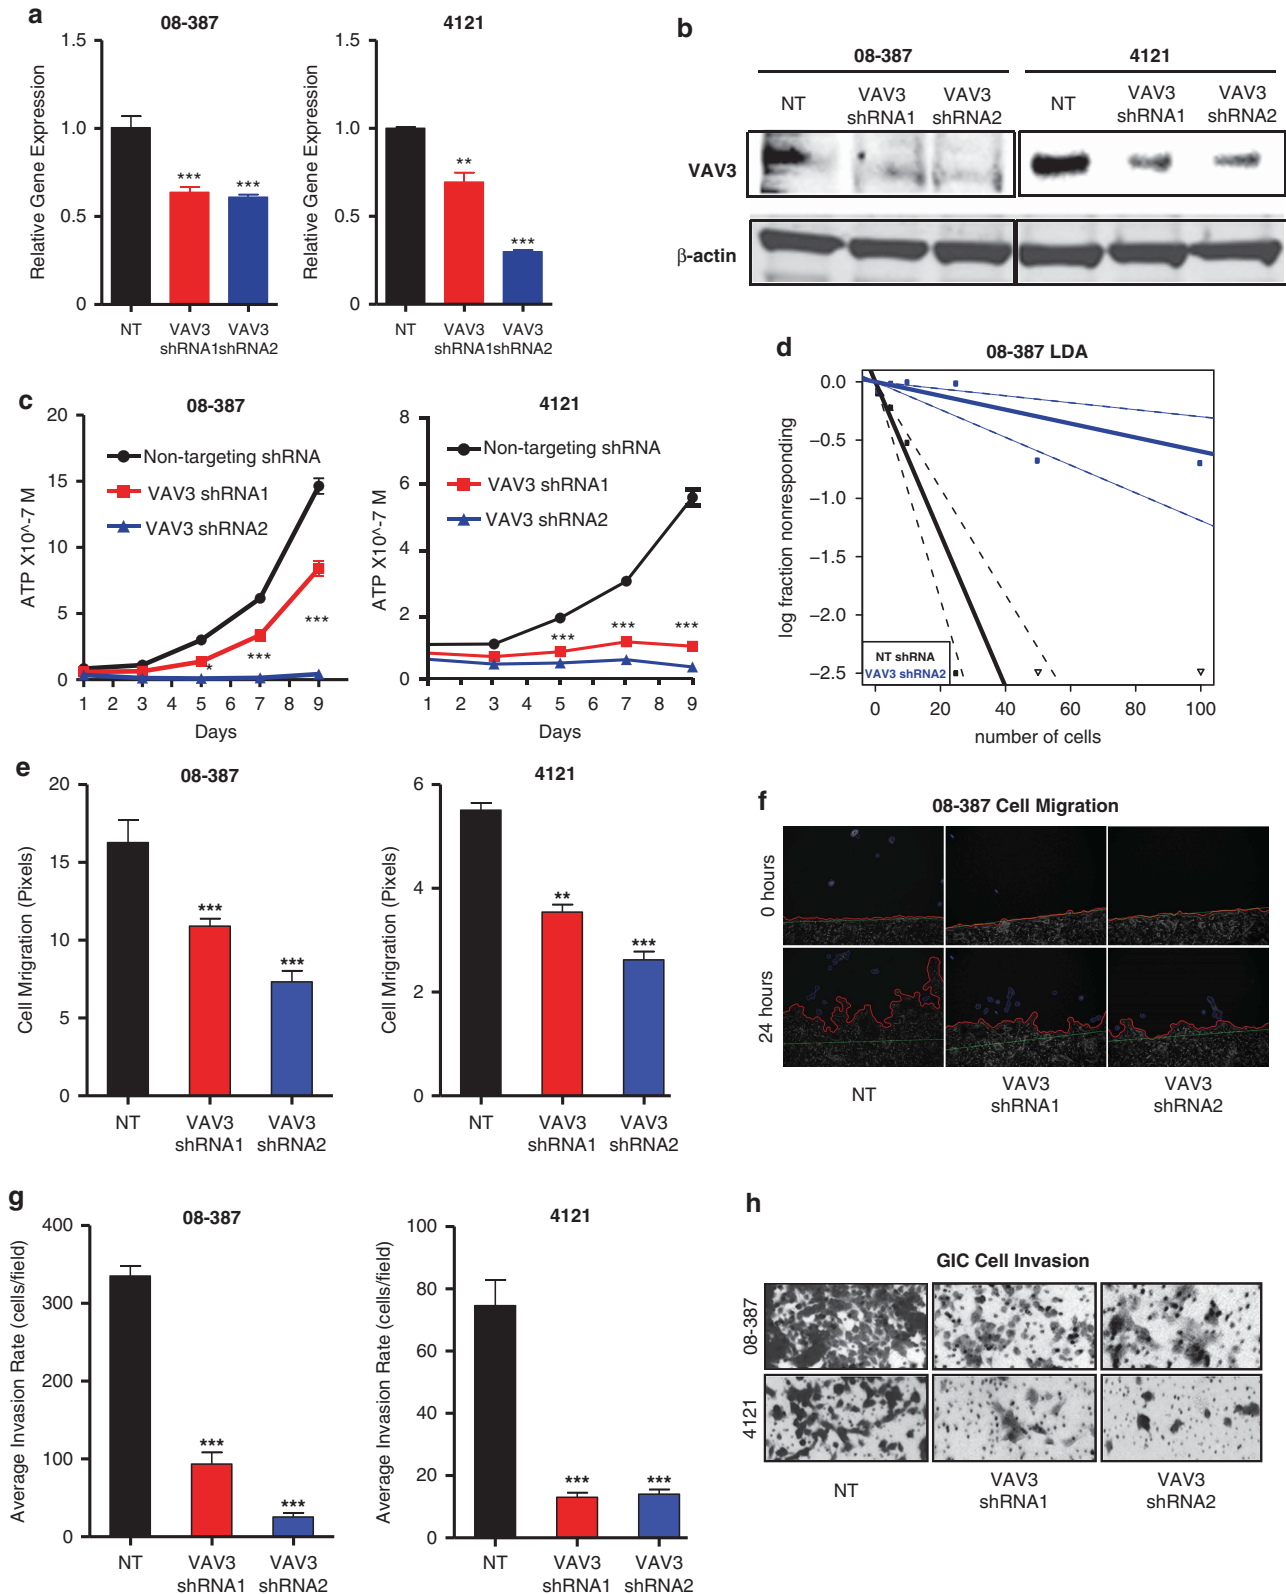 a
08-387
4121
Relative Gene Expression
1.5
1.0
0.5
0
NT
VAV3 shRNA1
VAV3 shRNA2
***
***
Relative Gene Expression
1.5
1.0
0.5
0
NT
VAV3 shRNA1
VAV3 shRNA2
**
***
b
08-387
4121
NT
VAV3 shRNA1
VAV3 shRNA2
NT
VAV3 shRNA1
VAV3 shRNA2
VAV3
β-actin
c
08-387
ATP X10^-7 M
20
15
10
5
0
Non-targeting shRNA
VAV3 shRNA1
VAV3 shRNA2
*
***
***
1 2 3 4 5 6 7 8 9
Days
4121
ATP X10^-7 M
8
6
4
2
0
Non-targeting shRNA
VAV3 shRNA1
VAV3 shRNA2
***
***
***
1 2 3 4 5 6 7 8 9
Days
d
08-387 LDA
log fraction nonresponding
0.0
−0.5
−1.0
−1.5
−2.0
−2.5
NT shRNA
VAV3 shRNA2
0 20 40 60 80 100
number of cells
e
08-387
Cell Mrigration (Pixels)
20
15
10
5
0
***
***
NT
VAV3
shRNA1
VAV3
shRNA2
4121
Cell Mrigration (Pixels)
6
4
2
0
**
***
NT
VAV3
shRNA1
VAV3
shRNA2
f
08-387 Cell Migration
0 hours
24 hours
NT
VAV3
shRNA1
VAV3
shRNA2
g
08-387
Average Invasion Rate (cells/field)
400
300
200
100
0
***
***
NT
VAV3
shRNA1
VAV3
shRNA2
4121
Average Invasion Rate (cells/field)
100
80
60
40
20
0
***
***
NT
VAV3
shRNA1
VAV3
shRNA2
h
GIC Cell Invasion
08-387
4121
NT
VAV3
shRNA1
VAV3
shRNA2